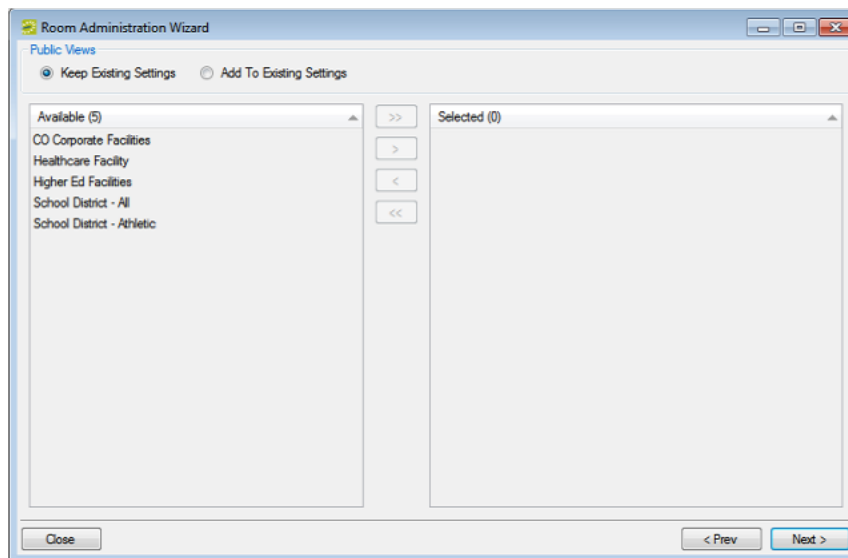 Room Administration Wizard
Public Views
Keep Existing Settings Add To Existing Settings
Available (5) >> Selected (0)
CO Corporate Facilities
> 
Healthcare Facility
Higher Ed Facilities <
School District - All
<<
School District - Athletic
Close < Prev Next >